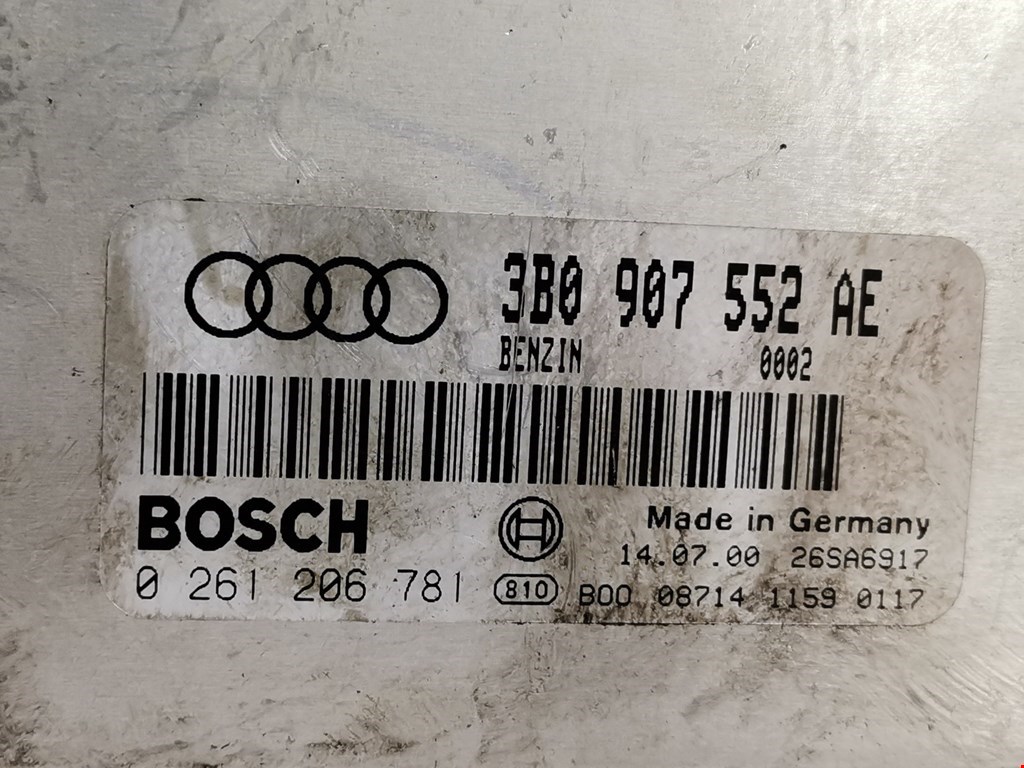 3B0 907 552 AE
BENZIN 0002
BOSCH
Made in Germany
14.07.00 26SA6917
0 261 206 781 810 B00 08714 1159 0117